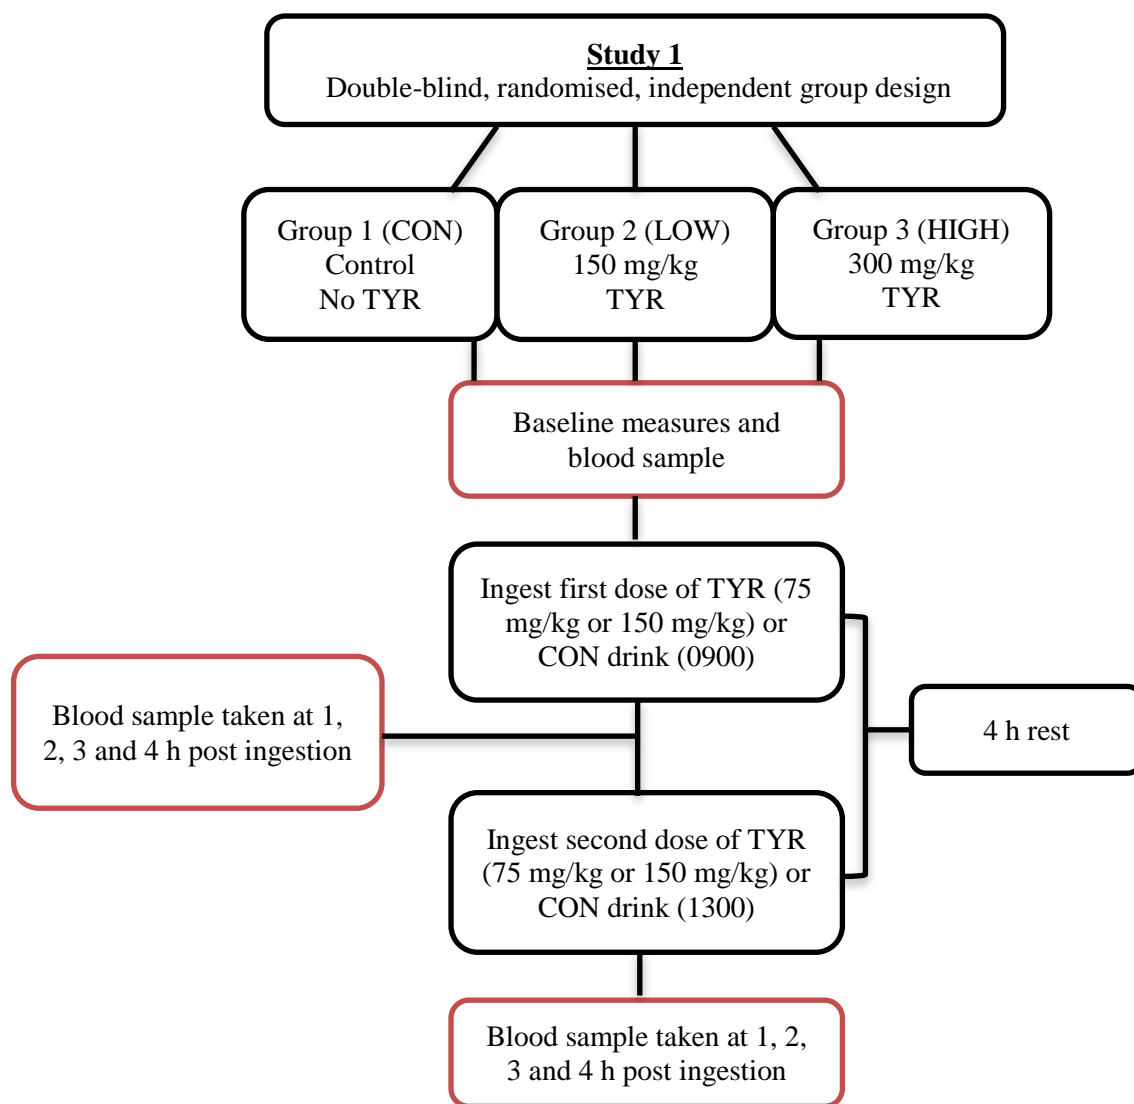 Study 1
Double-blind, randomised, independent group design
Group 1 (CON)
Control
No TYR
Group 2 (LOW)
150 mg/kg
TYR
Group 3 (HIGH)
300 mg/kg
TYR
Baseline measures and
blood sample
Ingest first dose of TYR (75
mg/kg or 150 mg/kg) or
CON drink (0900)
Blood sample taken at 1,
2, 3 and 4 h post ingestion
4 h rest
Ingest second dose of TYR
(75 mg/kg or 150 mg/kg) or
CON drink (1300)
Blood sample taken at 1, 2,
3 and 4 h post ingestion